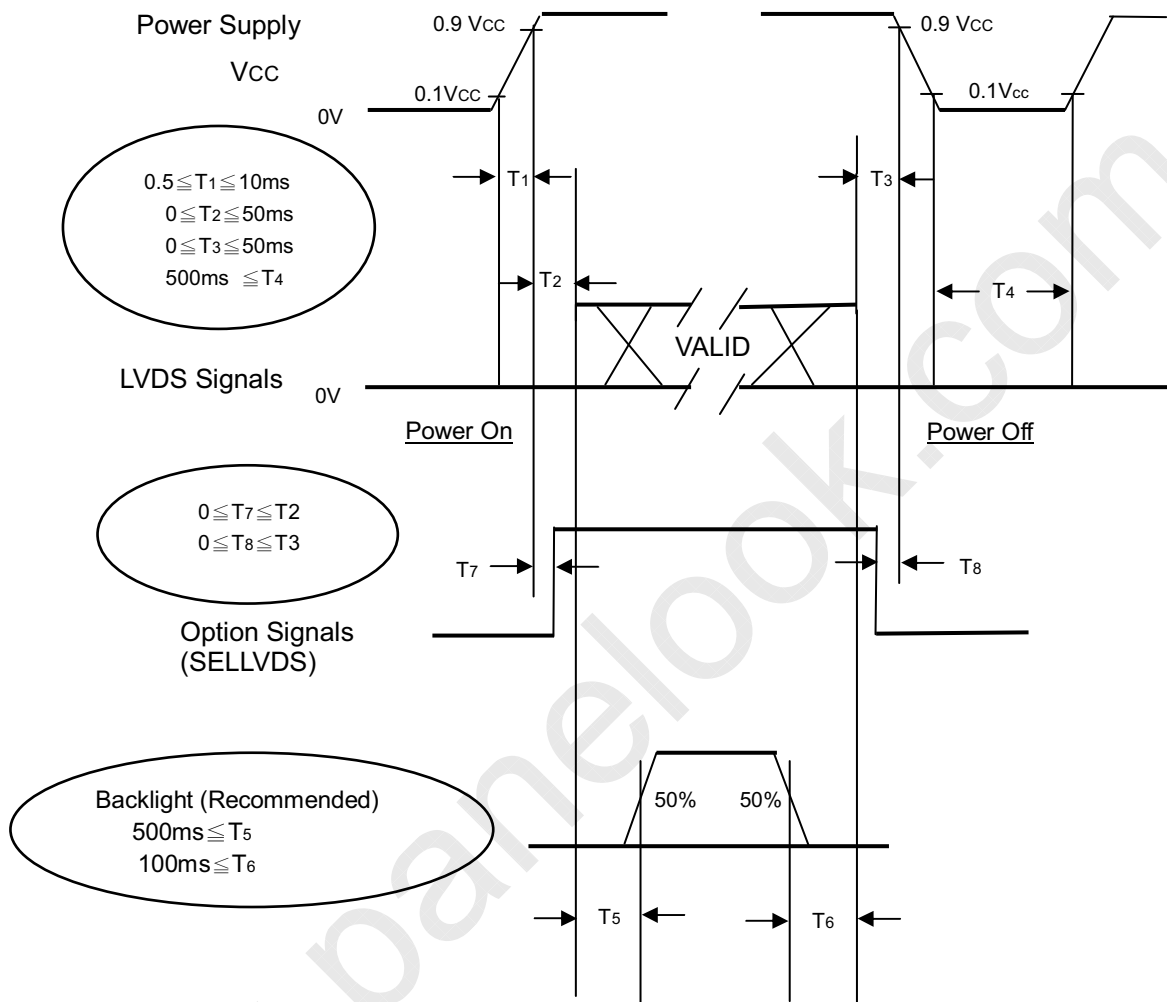 Power Supply
VCC
0.9 VCC
0.9 VCC
0.1VCC
0.1Vcc
0V
0.5≦T1≦10ms
0≦T2≦50ms
0≦T3≦50ms
500ms ≦T4
T1
T3
T2
T4
VALID
LVDS Signals
0V
Power On
Power Off
0≦T7≦T2
0≦T8≦T3
T7
T8
Option Signals
(SELLVDS)
Backlight (Recommended)
500ms≦T5
100ms≦T6
50%
50%
T5
T6
panelook.com